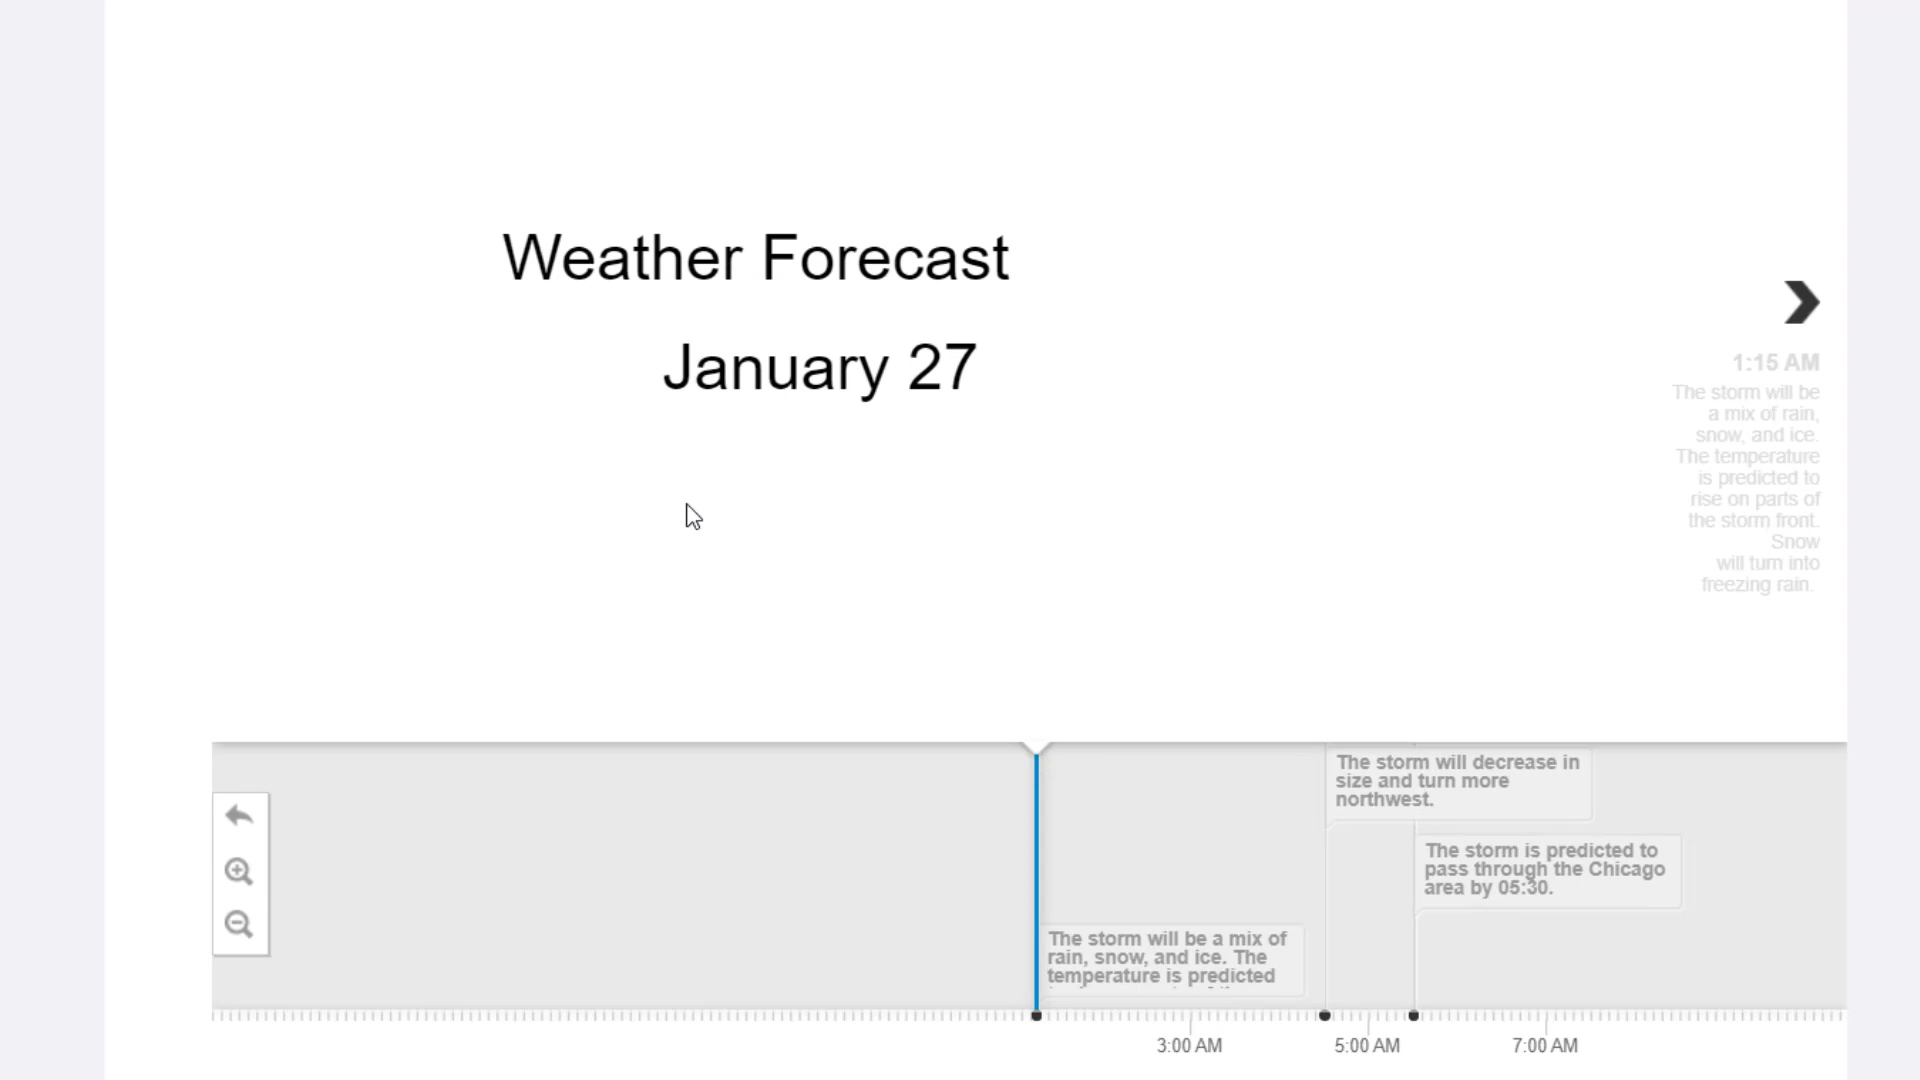 Weather Forecast
January 27
1:15 AM
The storm will be
a mix of rain,
snow, and ice.
The temperature
is predicted to
rise on parts of
the storm front.
Snow
will turn into
freezing rain.
The storm will decrease in
size and turn more
northwest.
The storm is predicted to
pass through the Chicago
area by 05:30.
The storm will be a mix of
rain, snow, and ice. The
temperature is predicted
3:00 AM
5:00 AM
7:00 AM